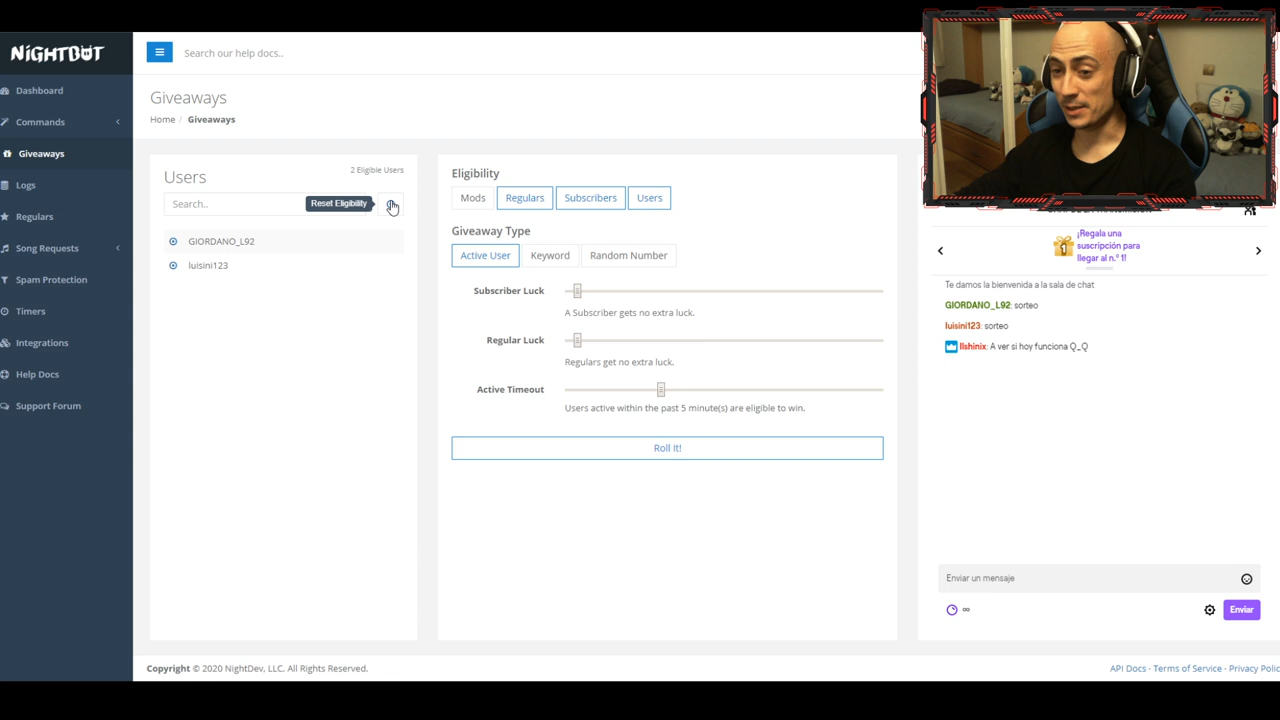 NIGHTBOT
Search our help docs..
Dashboard
Commands
Giveaways
Logs
Regulars
Song Requests
Spam Protection
Timers
Integrations
Help Docs
Support Forum
Giveaways
Home / Giveaways
Users
2 Eligible Users
Search..
Reset Eligibility
GIORDANO_L92
luisini123
Eligibility
Mods Regulars Subscribers Users
Giveaway Type
Active User Keyword Random Number
Subscriber Luck
A Subscriber gets no extra luck.
Regular Luck
Regulars get no extra luck.
Active Timeout
Users active within the past 5 minute(s) are eligible to win.
Roll It!
¡Regala una
suscripción para
llegar al n.º 1!
1
Te damos la bienvenida a la sala de chat
GIORDANO_L92: sorteo
luisini123: sorteo
llshinix: A ver si hoy funciona Q_Q
Enviar un mensaje
∞
Enviar
Copyright © 2020 NightDev, LLC. All Rights Reserved.
API Docs · Terms of Service · Privacy Polic